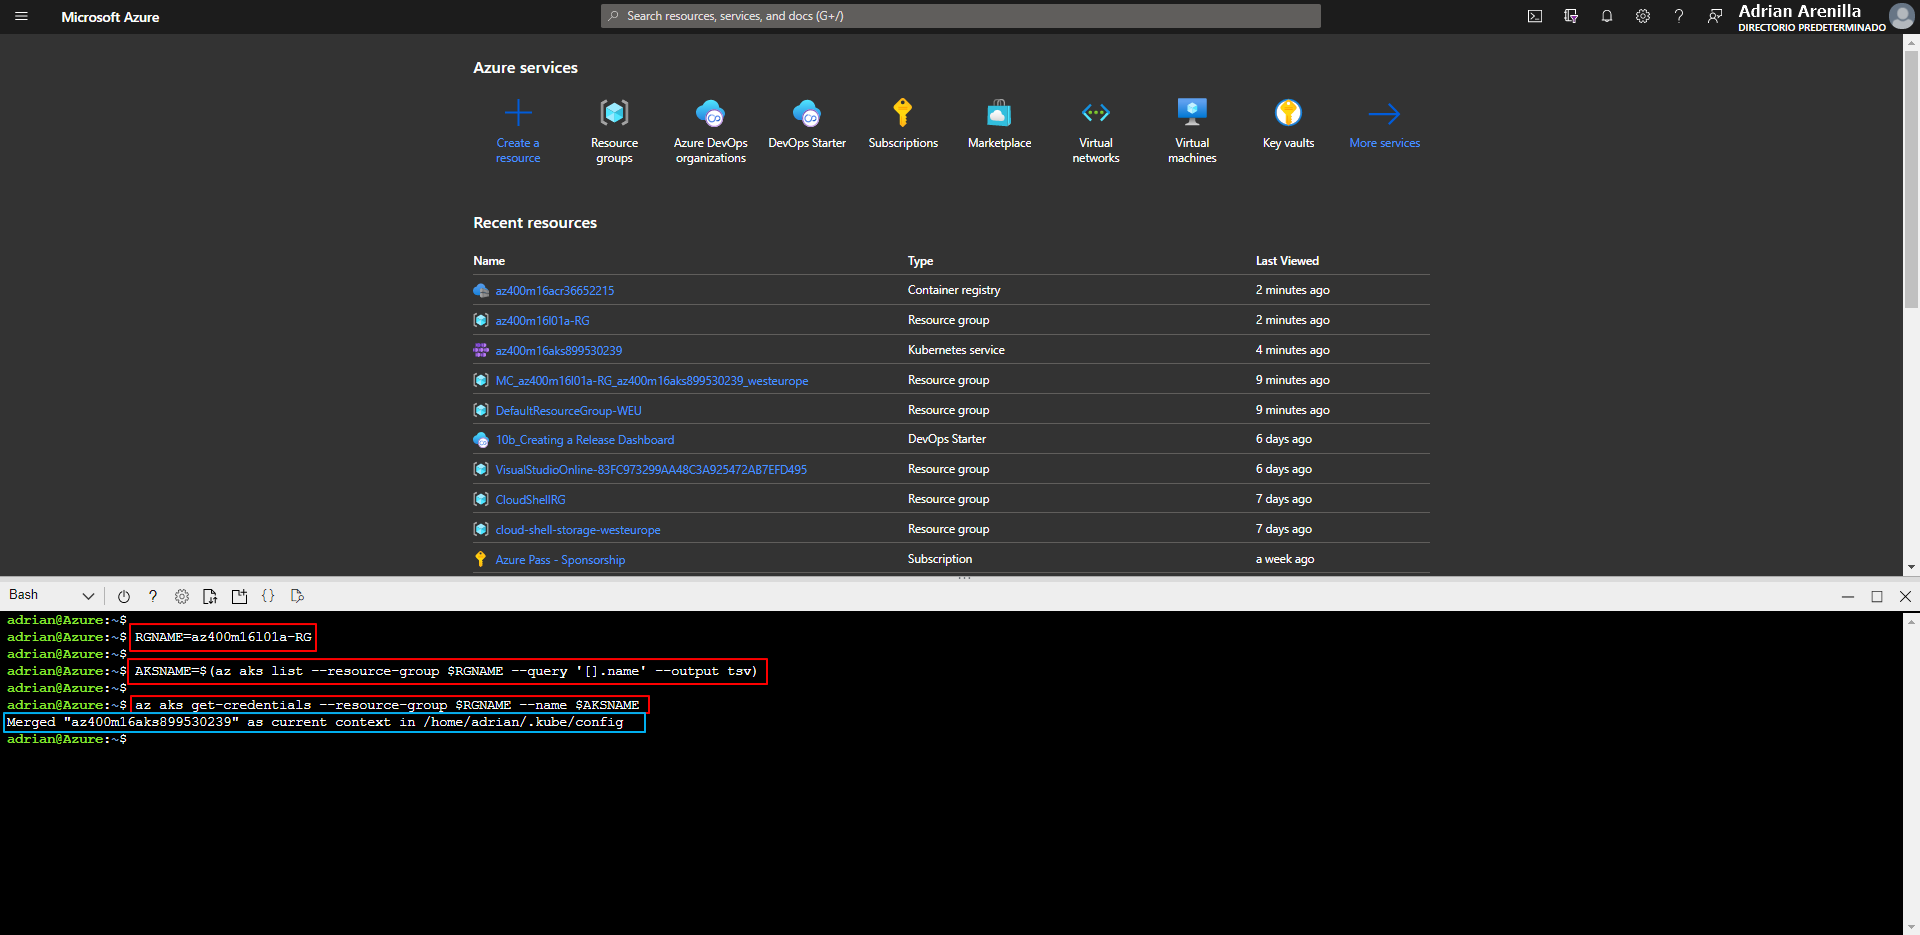 Microsoft Azure
Search resources, services, and docs (G+/)
Adrian Arenilla
DIRECTORIO PREDETERMINADO
Azure services
Create a resource
Resource groups
Azure DevOps organizations
DevOps Starter
Subscriptions
Marketplace
Virtual networks
Virtual machines
Key vaults
More services
Recent resources
Name Type Last Viewed
az400m16acr36652215 Container registry 2 minutes ago
az400m16l01a-RG Resource group 2 minutes ago
az400m16aks899530239 Kubernetes service 4 minutes ago
MC_az400m16l01a-RG_az400m16aks899530239_westeurope Resource group 9 minutes ago
DefaultResourceGroup-WEU Resource group 9 minutes ago
10b_Creating a Release Dashboard DevOps Starter 6 days ago
VisualStudioOnline-83FC973299AA48C3A925472AB7EFD495 Resource group 6 days ago
CloudShellRG Resource group 7 days ago
cloud-shell-storage-westeurope Resource group 7 days ago
Azure Pass - Sponsorship Subscription a week ago
Bash
adrian@Azure:~$
adrian@Azure:~$ RGNAME=az400m16l01a-RG
adrian@Azure:~$
adrian@Azure:~$ AKSNAME=$(az aks list --resource-group $RGNAME --query '[].name' --output tsv)
adrian@Azure:~$
adrian@Azure:~$ az aks get-credentials --resource-group $RGNAME --name $AKSNAME
Merged "az400m16aks899530239" as current context in /home/adrian/.kube/config
adrian@Azure:~$